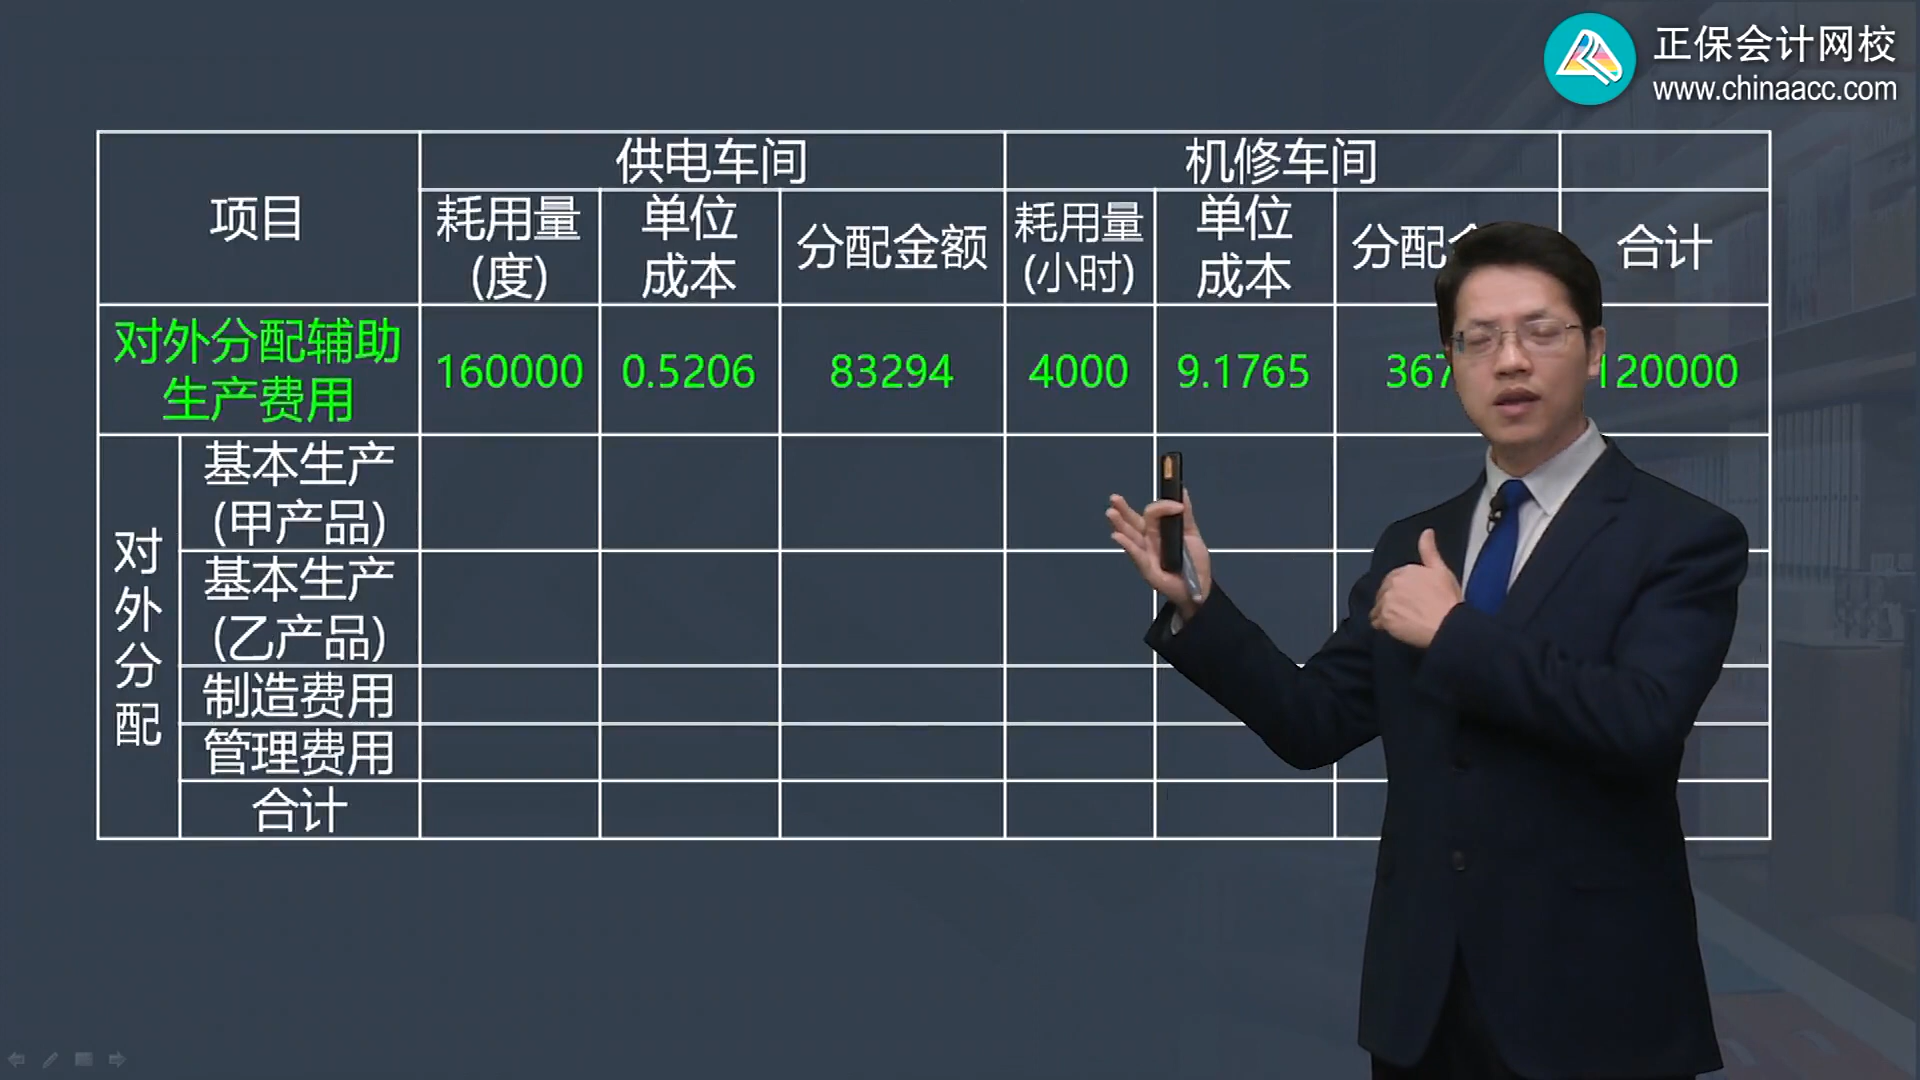 正保会计网校
www.chinaacc.com
项目
供电车间
机修车间
耗用量
(度)
单位
成本
分配金额
耗用量
(小时)
单位
成本
分配
合计
对外分配辅助
生产费用
160000
0.5206
83294
4000
9.1765
367
120000
对外分配
基本生产
(甲产品)
基本生产
(乙产品)
制造费用
管理费用
合计